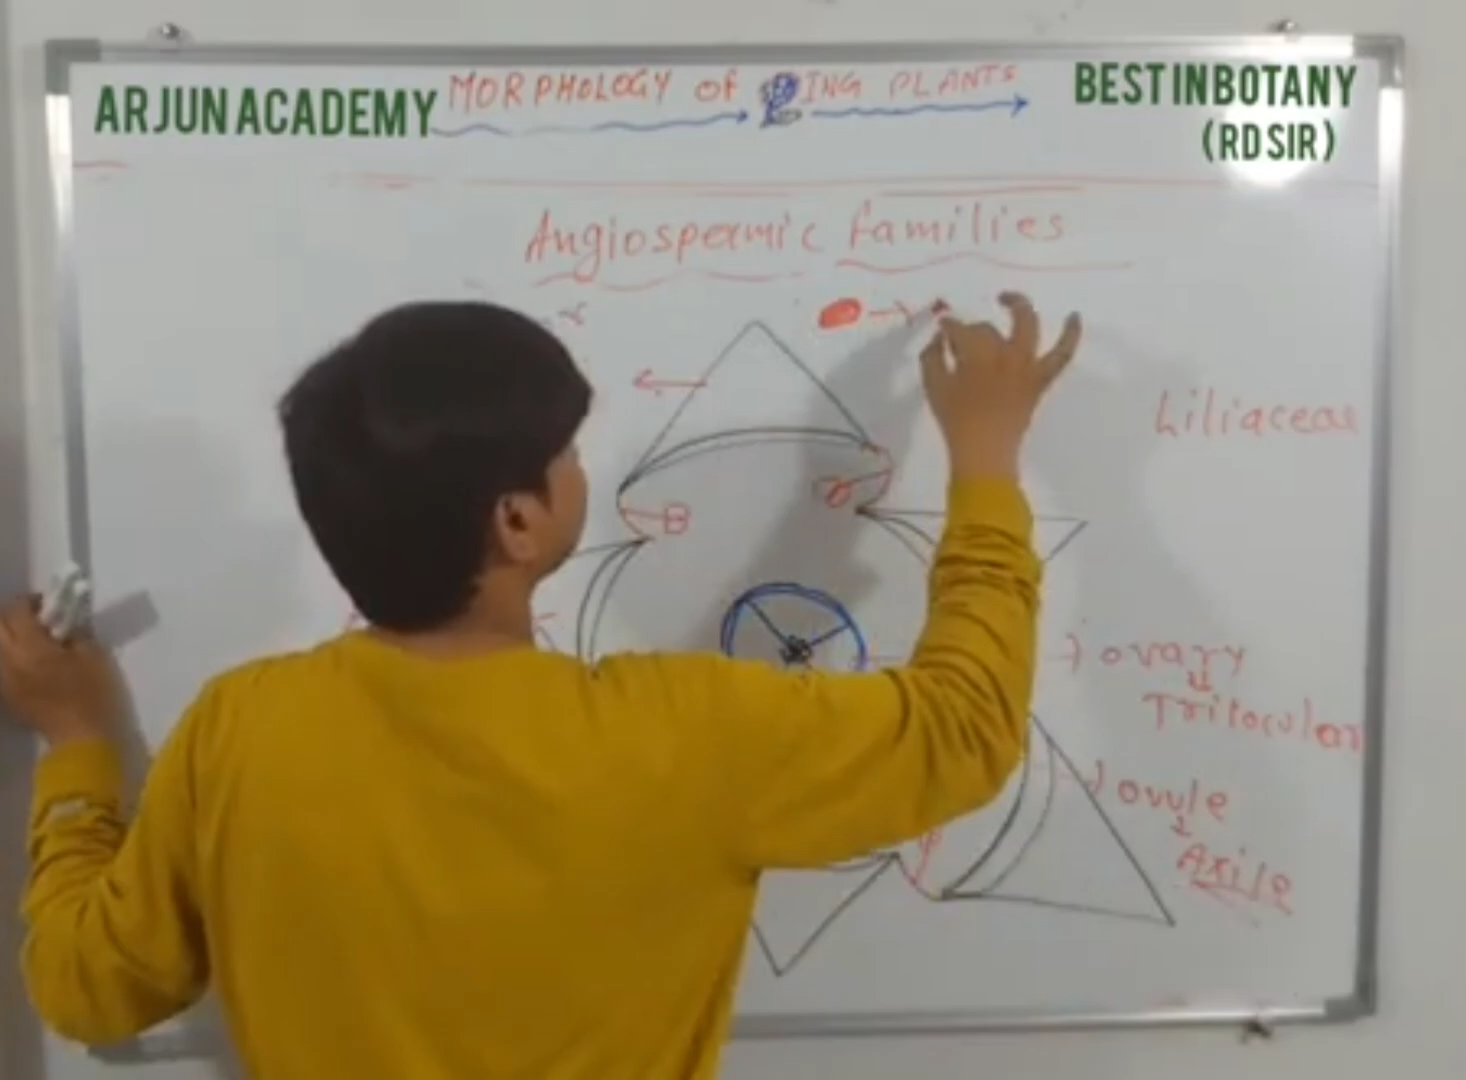 ARJUN ACADEMY MORPHOLOGY OF ING PLANTS BEST IN BOTANY
(RD SIR)
Angiospermic families
Liliaceae
B
ovary
Trilocular
ovule
Axile